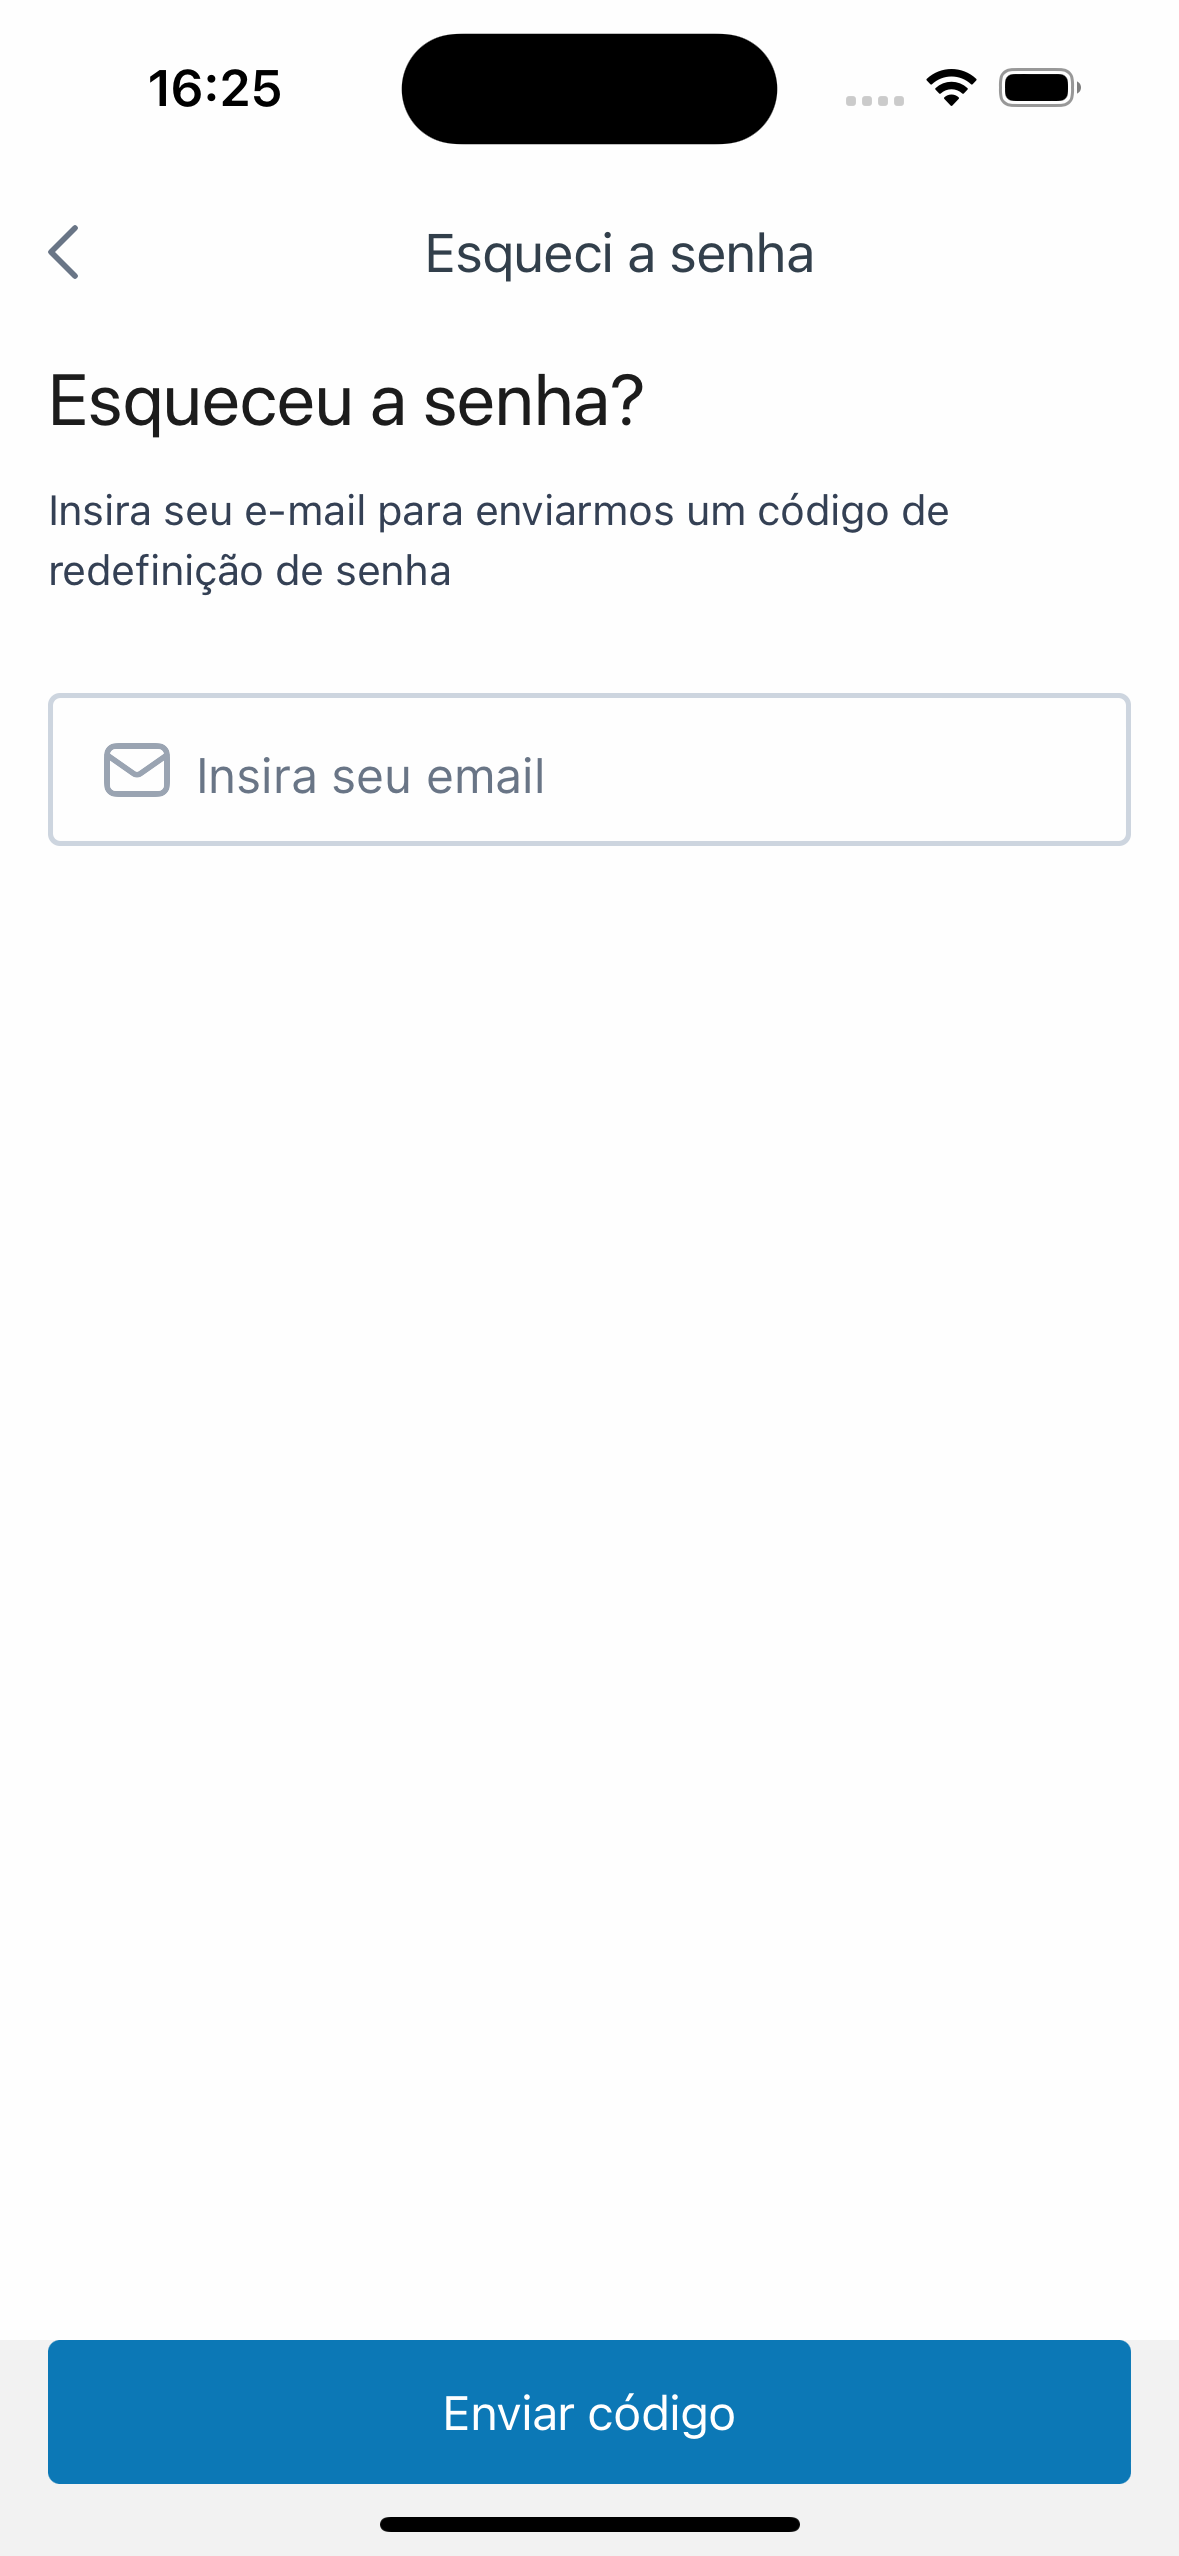 16:25
Esqueci a senha
Esqueceu a senha?
Insira seu e-mail para enviarmos um código de
redefinição de senha
Insira seu email
Enviar código